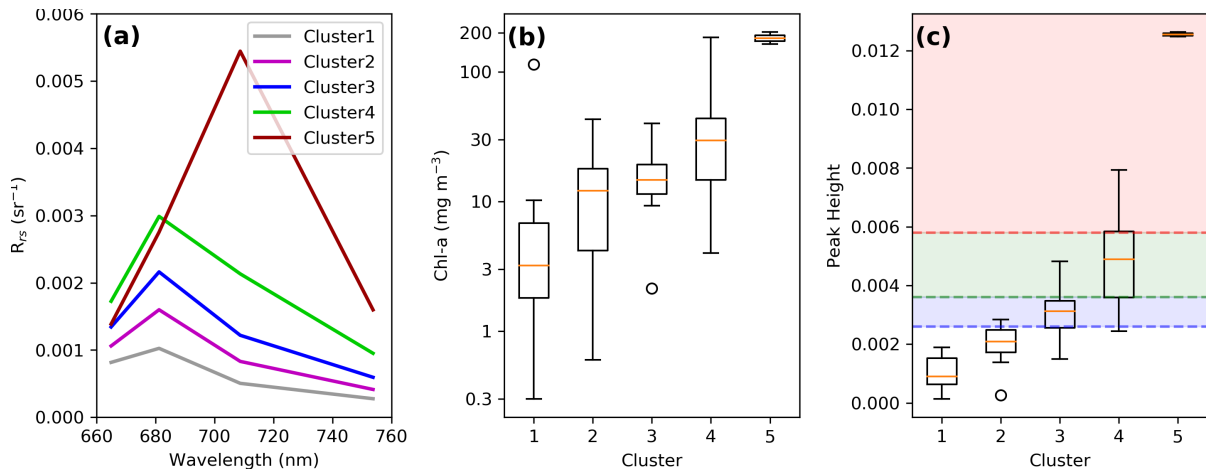 (a)
Cluster1
Cluster2
Cluster3
Cluster4
Cluster5
0.006
0.005
0.004
0.003
0.002
0.001
0.000
R_rs (sr⁻¹)
660 680 700 720 740 760
Wavelength (nm)
(b)
200
100
30
10
3
1
0.3
Chl-a (mg m⁻³)
1 2 3 4 5
Cluster
(c)
0.012
0.010
0.008
0.006
0.004
0.002
0.000
Peak Height
1 2 3 4 5
Cluster